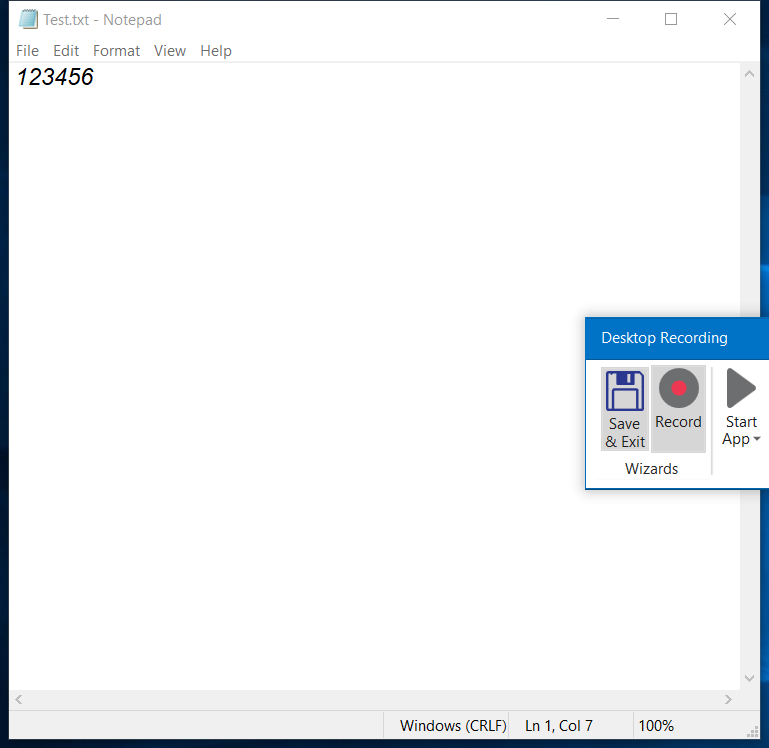 Test.txt - Notepad
File Edit Format View Help
123456
Desktop Recording
Save & Exit
Record
Start App
Wizards
Windows (CRLF) Ln 1, Col 7 100%